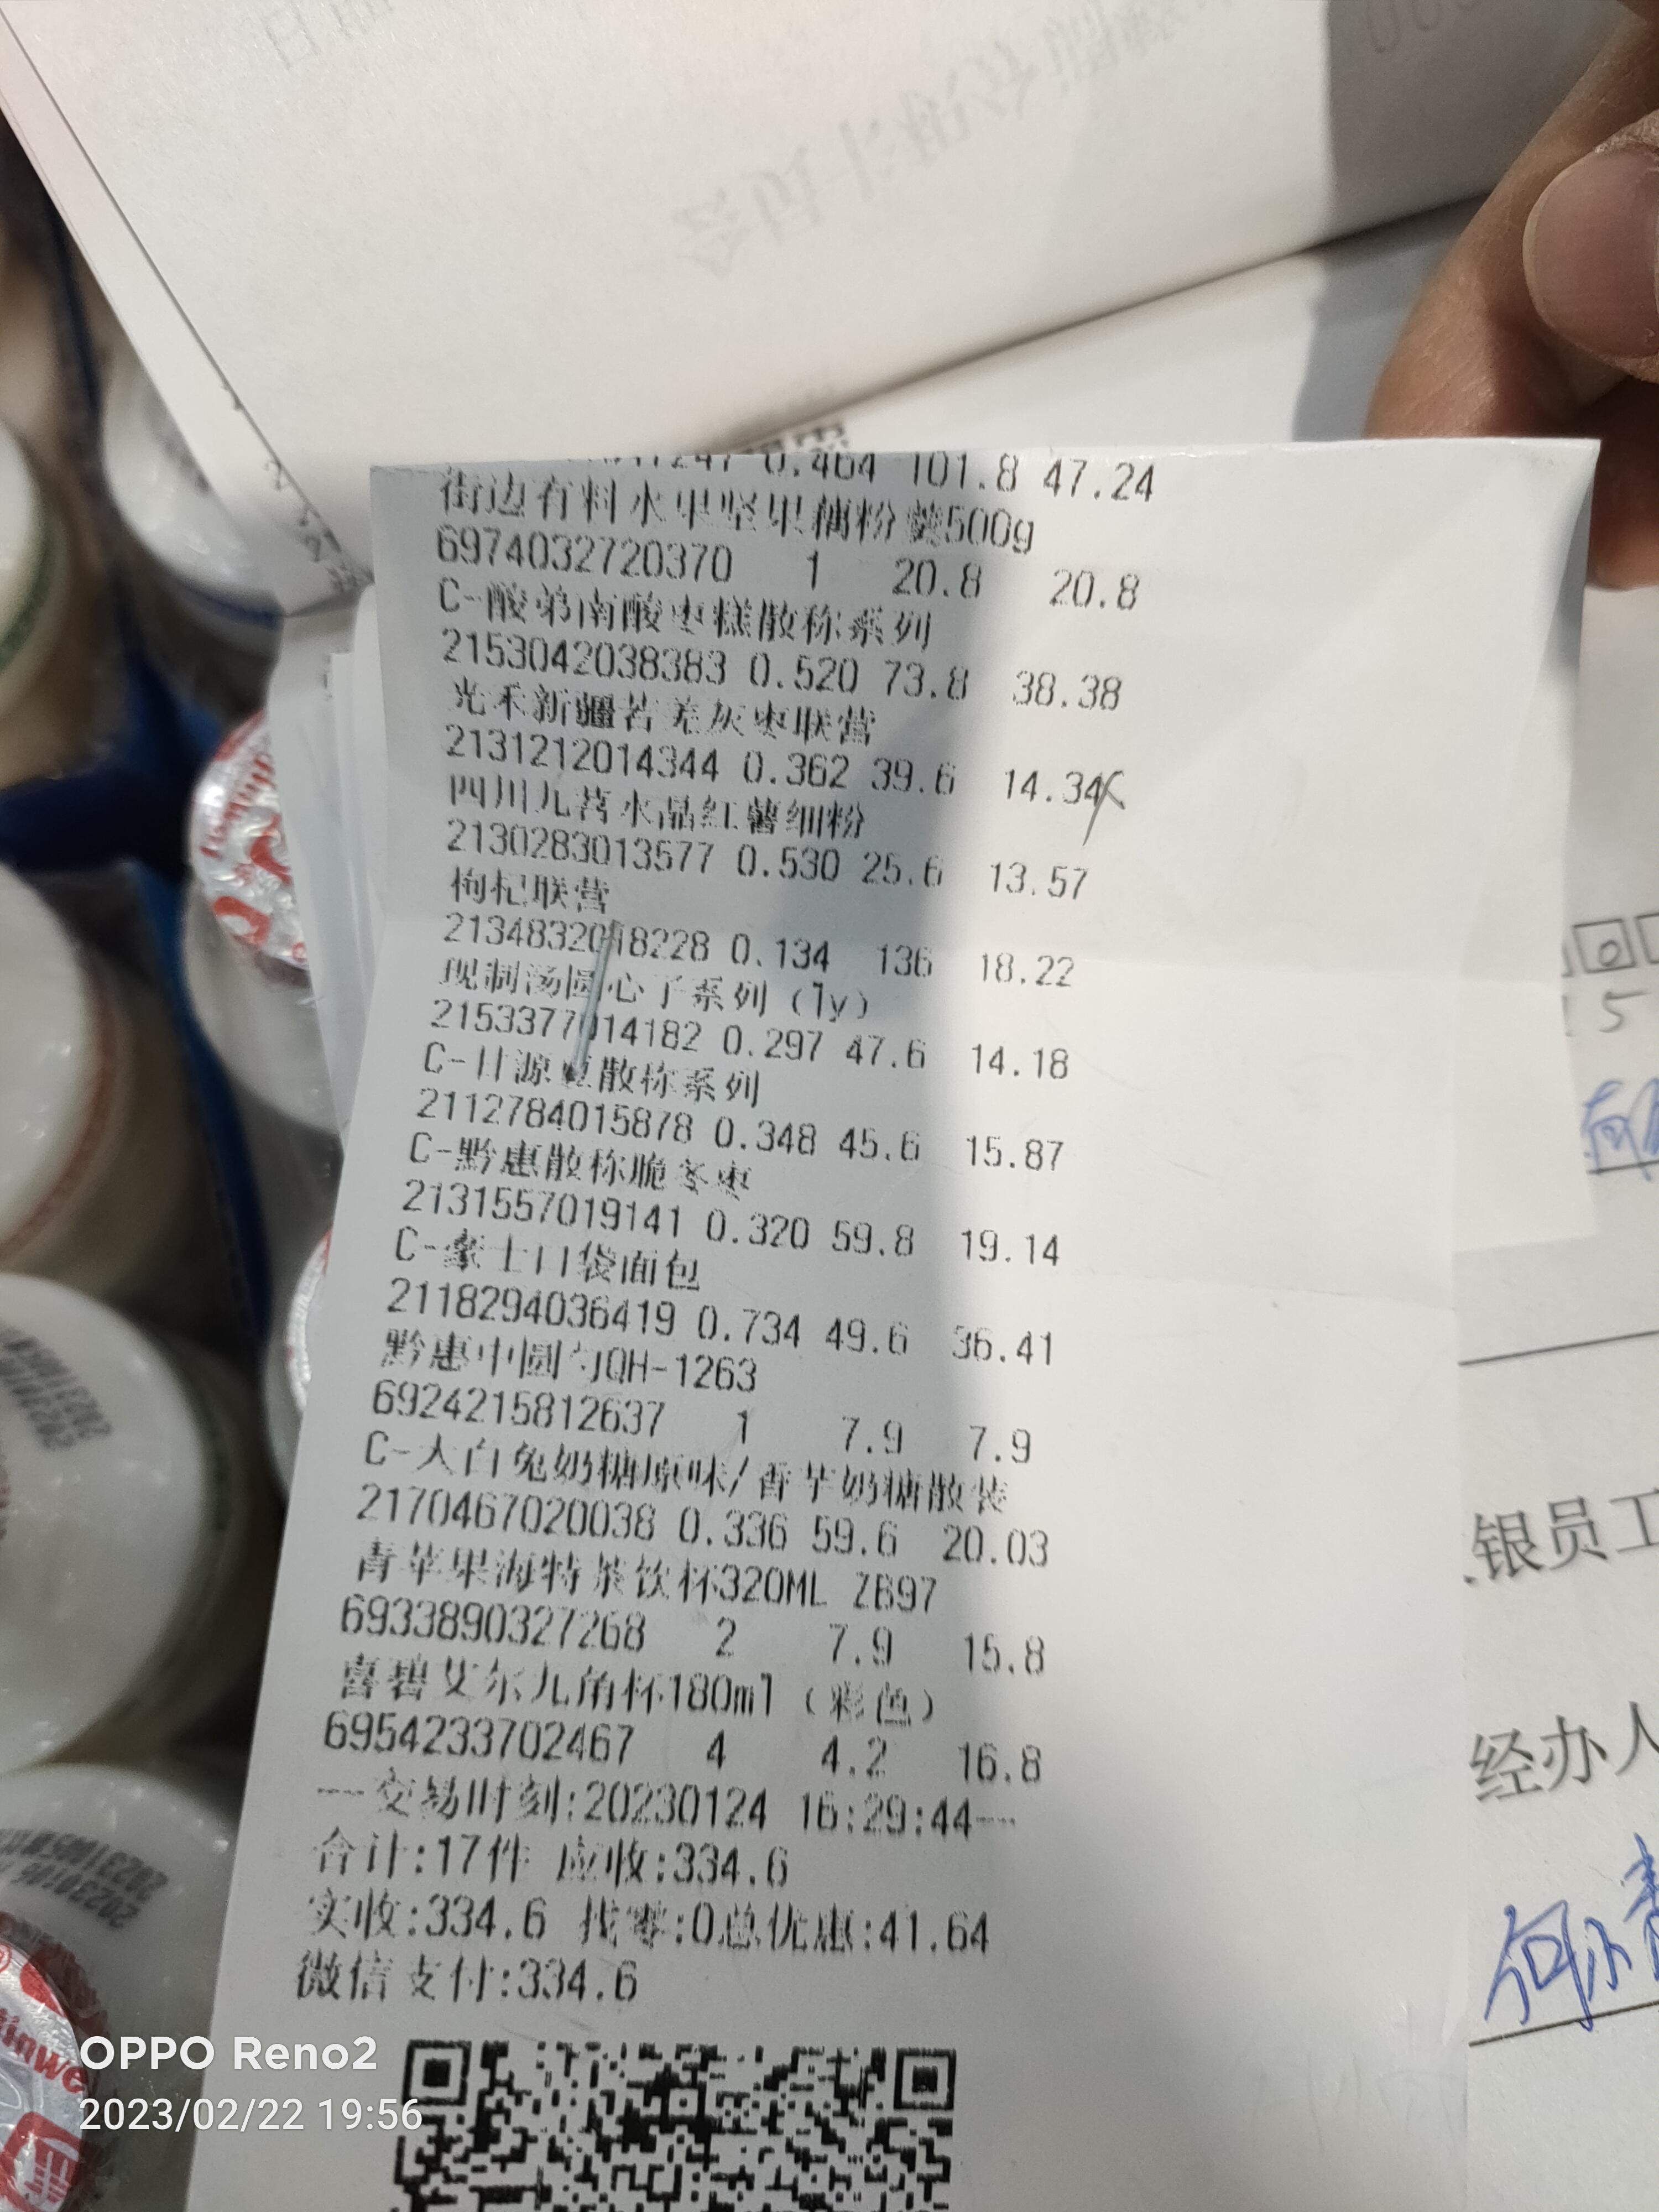 0.464 101.8 47.24
街边有料水果坚果藕粉羹500g
6974032720370 1 20.8 20.8
C-酸弟南酸枣糕散称系列
2153042038383 0.520 73.8 38.38
光禾新疆若羌灰枣联营
2131212014344 0.362 39.6 14.34
四川九茗水晶红薯细粉
2130283013577 0.530 25.6 13.57
枸杞联营
2134832018228 0.134 136 18.22
现制汤圆心子系列(ly)
2153377014182 0.297 47.6 14.18
C-甘源豆散称系列
2112784015878 0.348 45.6 15.87
C-黔惠散称脆冬枣
2131557019141 0.320 59.8 19.14
C-豪士口袋面包
2118294036419 0.734 49.6 36.41
黔惠中圆勺QH-1263
6924215812637 1 7.9 7.9
C-大白兔奶糖原味/香芋奶糖散装
2170467020038 0.336 59.6 20.03
青苹果海特茶饮杯320ML ZB97
6933890327268 2 7.9 15.8
喜碧艾尔九角杯180ml(彩色)
6954233702467 4 4.2 16.8
---交易时刻:20230124 16:29:44---
合计:17件 应收:334.6
实收:334.6 找零:0总优惠:41.64
微信支付:334.6
银员工
经办人
OPPO Reno2
2023/02/22 19:56